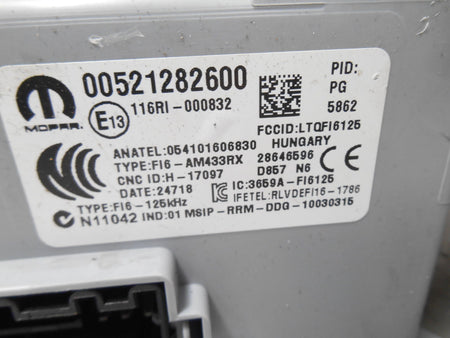 00521282600
PID:
PG
5862
MOPAR.
E13
116RI-000832
FCCID:LTQFI6125
ANATEL:054101606830 HUNGARY
TYPE:FI6-AM433RX 28646596
CNC ID:H-17097 D857 N6 CE
DATE:24718 IC:3659A-FI6125
TYPE:FI6-125kHz IFETEL:RLVDEFI16-1786
N11042 IND:01 MSIP-RRM-DDG-10030315